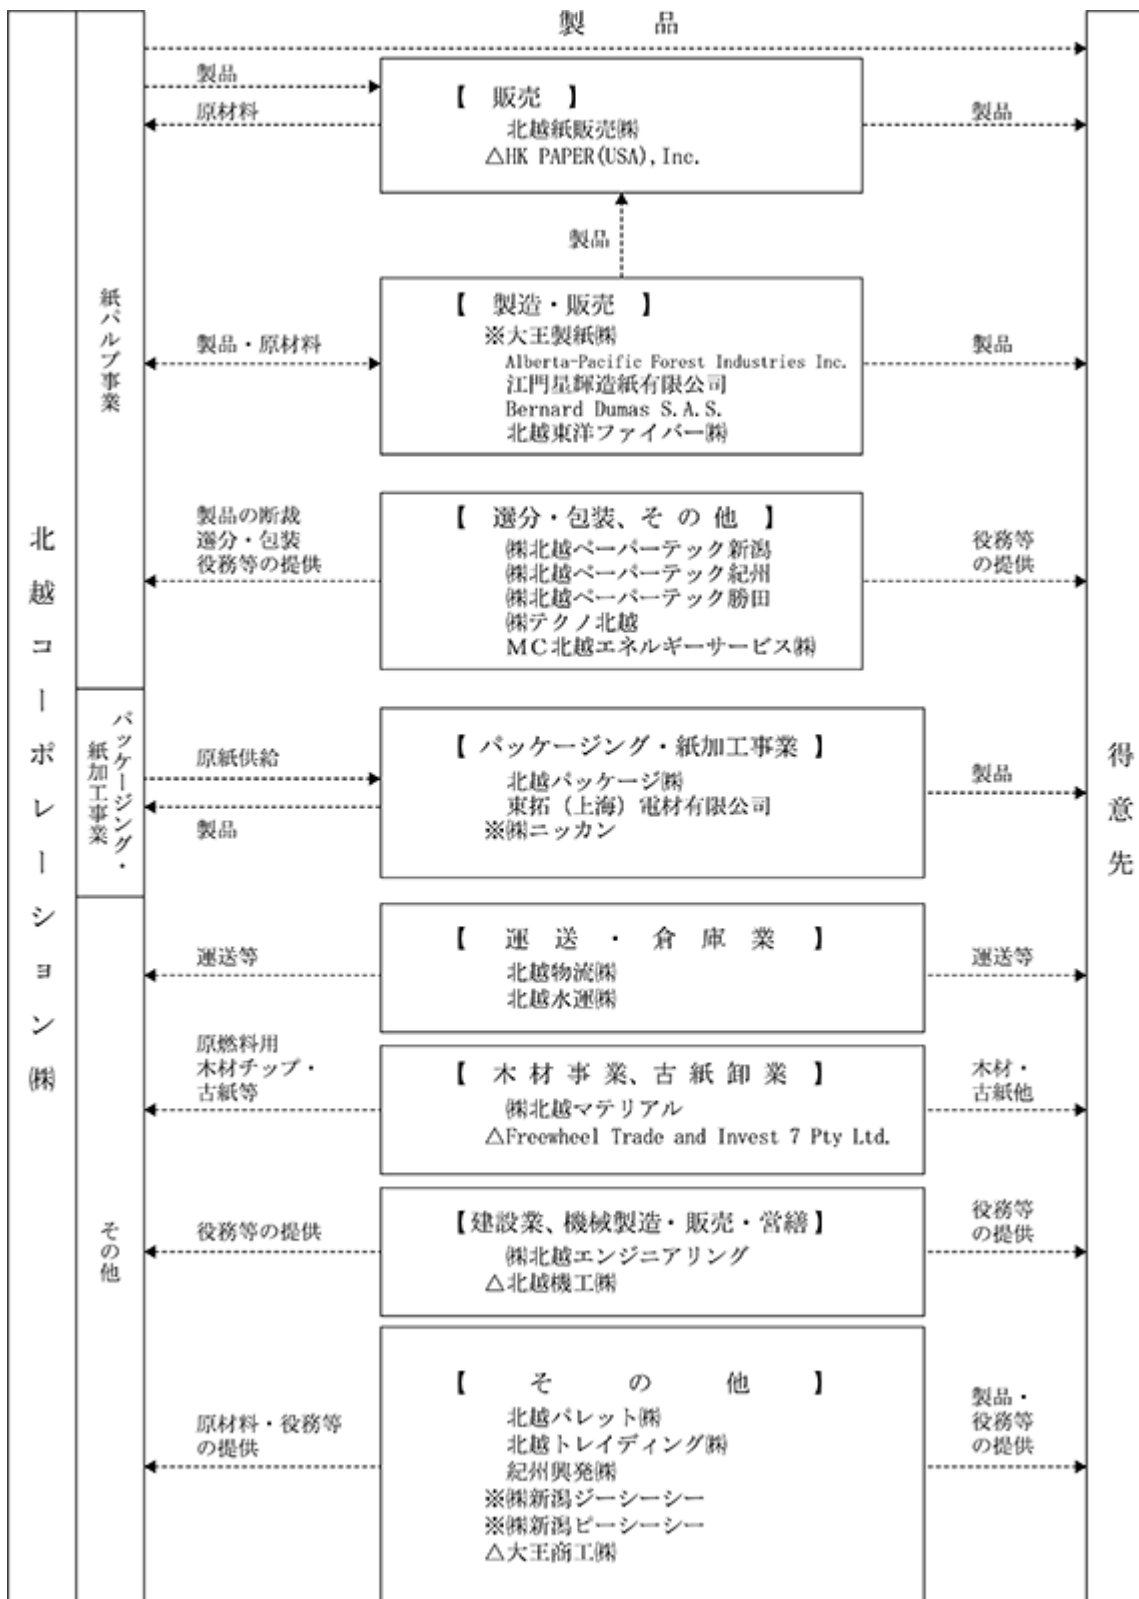 製品
北越コーポレーション㈱
紙パルプ事業
製品
原材料
【 販売 】
北越紙販売㈱
△HK PAPER(USA), Inc.
製品
製品
製品・原材料
【 製造・販売 】
※大王製紙㈱
Alberta-Pacific Forest Industries Inc.
江門星輝造紙有限公司
Bernard Dumas S.A.S.
北越東洋ファイバー㈱
製品
製品の断裁
選分・包装
役務等の提供
【 選分・包装、その他 】
㈱北越ペーパーテック新潟
㈱北越ペーパーテック紀州
㈱北越ペーパーテック勝田
㈱テクノ北越
MC北越エネルギーサービス㈱
役務等
の提供
パッケージング・
紙加工事業
原紙供給
製品
【 パッケージング・紙加工事業 】
北越パッケージ㈱
東拓（上海）電材有限公司
※㈱ニッカン
製品
得意先
その他
運送等
【 運送・倉庫業 】
北越物流㈱
北越水運㈱
運送等
原燃料用
木材チップ・
古紙等
【 木材事業、古紙卸業 】
㈱北越マテリアル
△Freewheel Trade and Invest 7 Pty Ltd.
木材・
古紙他
役務等の提供
【建設業、機械製造・販売・営繕】
㈱北越エンジニアリング
△北越機工㈱
役務等
の提供
原材料・役務等
の提供
【 その他 】
北越パレット㈱
北越トレイディング㈱
紀州興発㈱
※㈱新潟ジーシーシー
※㈱新潟ピーシーシー
△大王商工㈱
製品・
役務等
の提供